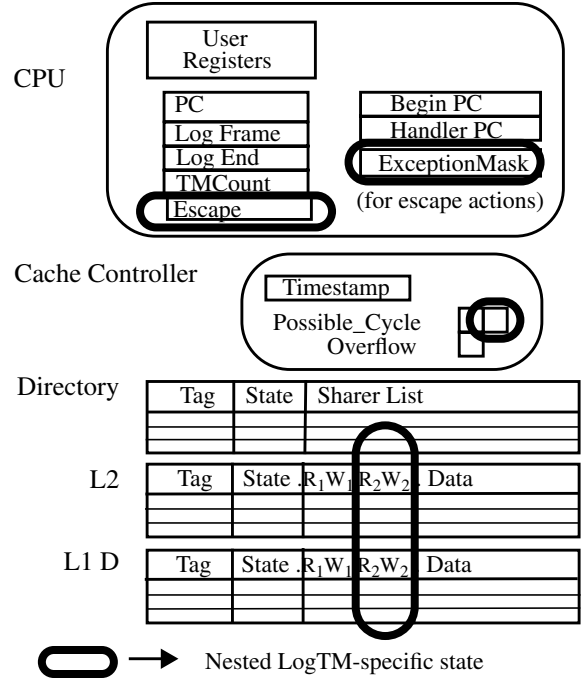 User
Registers
CPU
PC
Begin PC
Log Frame
Handler PC
Log End
ExceptionMask
TMCount
Escape
(for escape actions)
Cache Controller
Timestamp
Possible_Cycle
Overflow
Directory
Tag State Sharer List
L2
Tag State .R₁W₁ R₂W₂ . Data
L1 D
Tag State .R₁W₁ R₂W₂ . Data
Nested LogTM-specific state